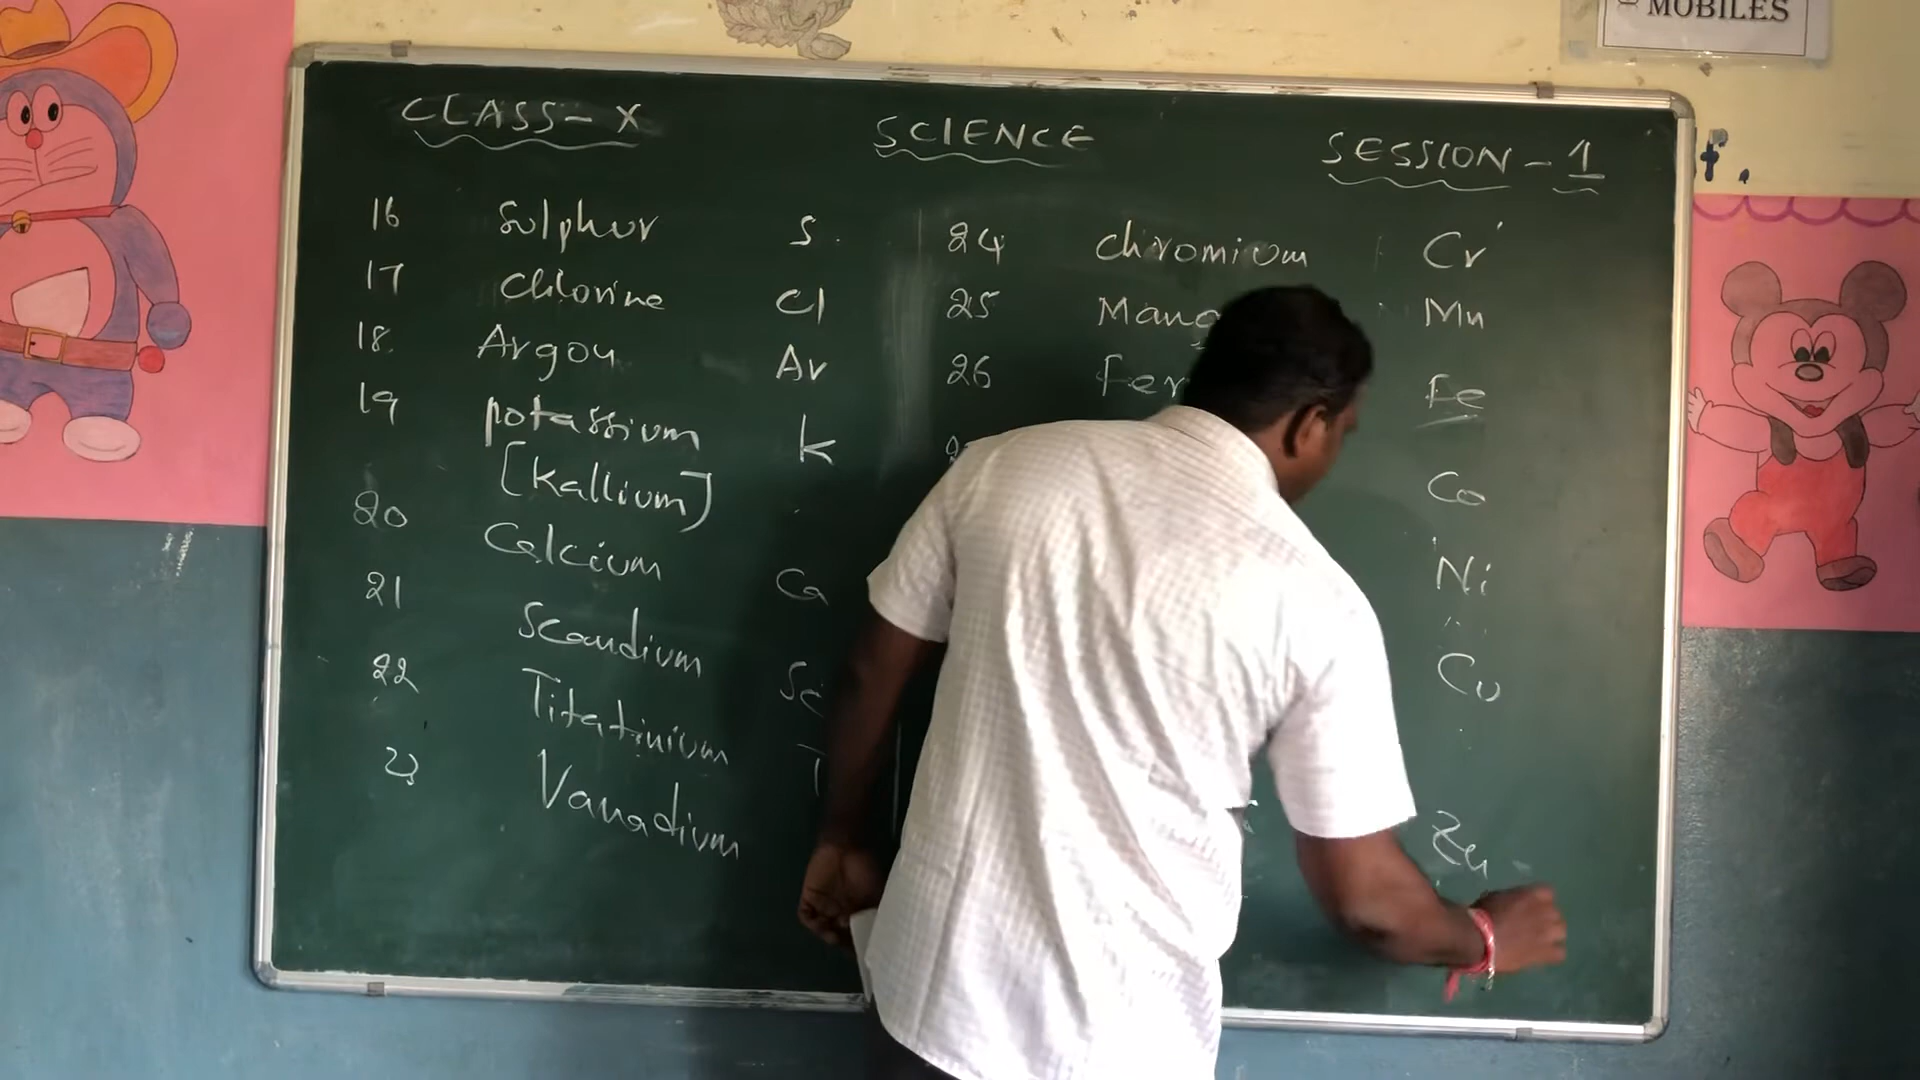 MOBILES
CLASS-X
SCIENCE
SESSION-1
16 Sulphur S
17 Chlorine Cl
18. Argon Ar
19 potassium K
[Kallium]
20 Calcium Ca
21 Scandium Sc
22 Titatinium T
23 Vanadium
24 Chromium Cr
25 Mang Mn
26 Fer Fe
Co
Ni
Cu
Zn